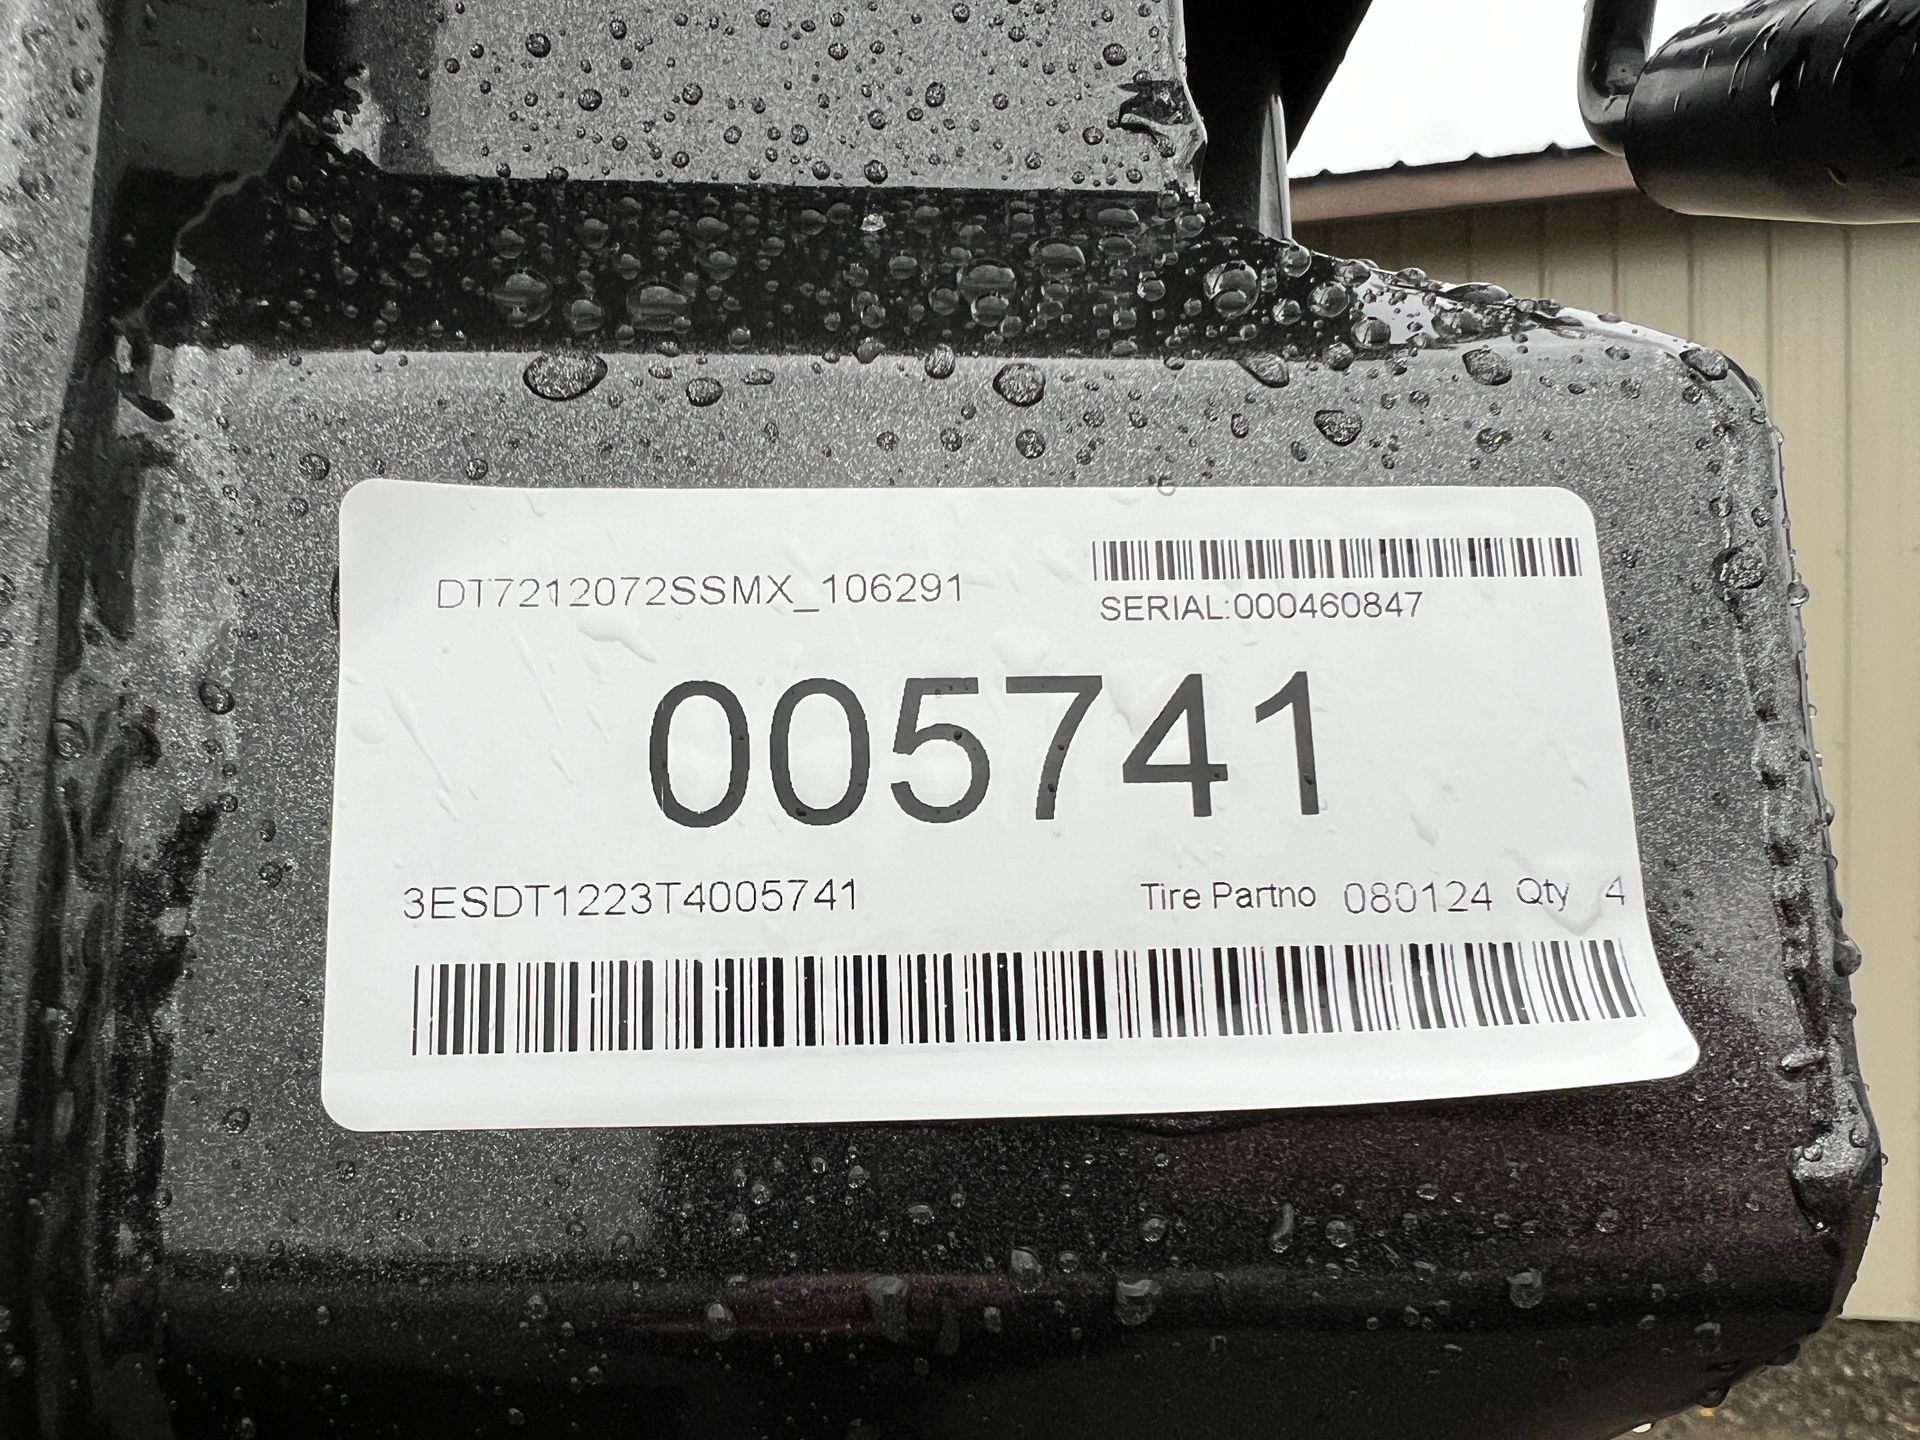 DT7212072SSMX_106291
SERIAL:000460847
005741
3ESDT1223T4005741
Tire Partno 080124 Qty 4